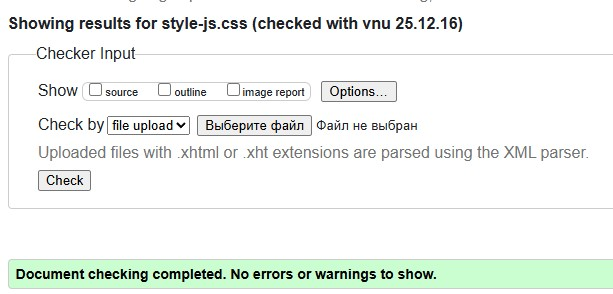 Showing results for style-js.css (checked with vnu 25.12.16)
Checker Input
Show source outline image report Options...
Check by file upload Выберите файл Файл не выбран
Uploaded files with .xhtml or .xht extensions are parsed using the XML parser.
Check
Document checking completed. No errors or warnings to show.